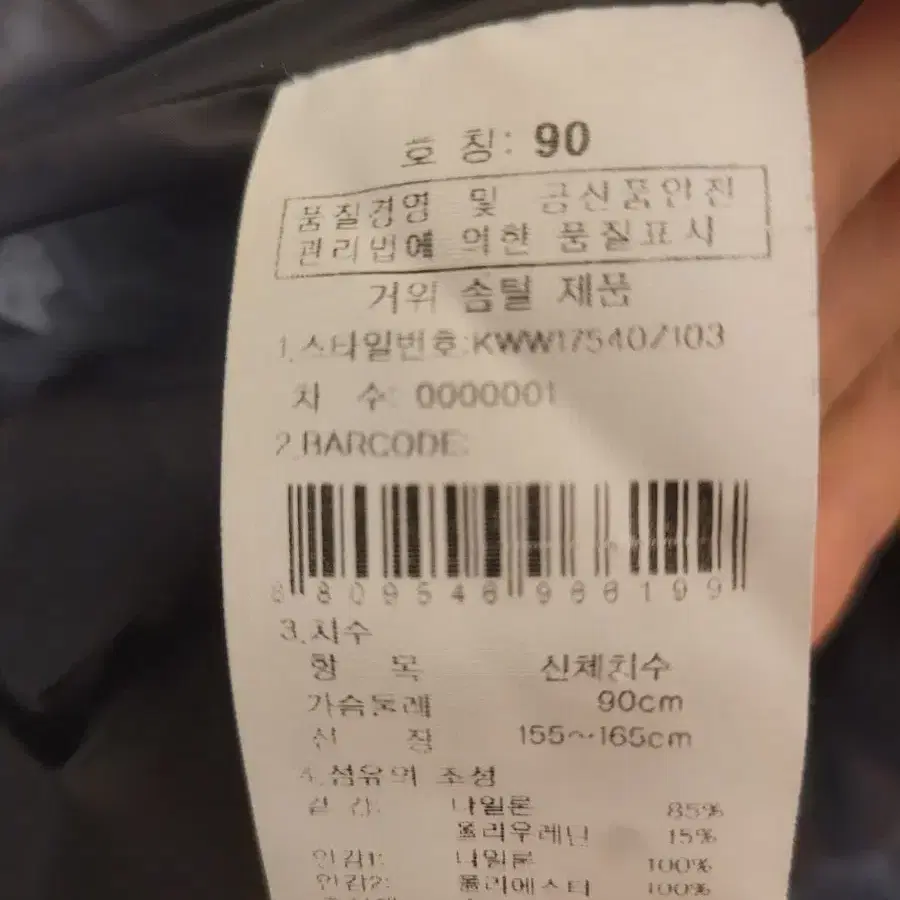 호 칭: 90
품질경영 및 공산품안전
관리법에 의한 품질표시
거위 솜털 제품
1.스타일번호:KWW17540Z103
차 수: 0000001
2.BARCODE:
3.치수
항 목 신체치수
가슴둘레 90cm
신 장 155~165cm
4.섬유의 조성
겉 감: 나일론 85%
폴리우레탄 15%
안감1: 나일론 100%
안감2: 폴리에스터 100%